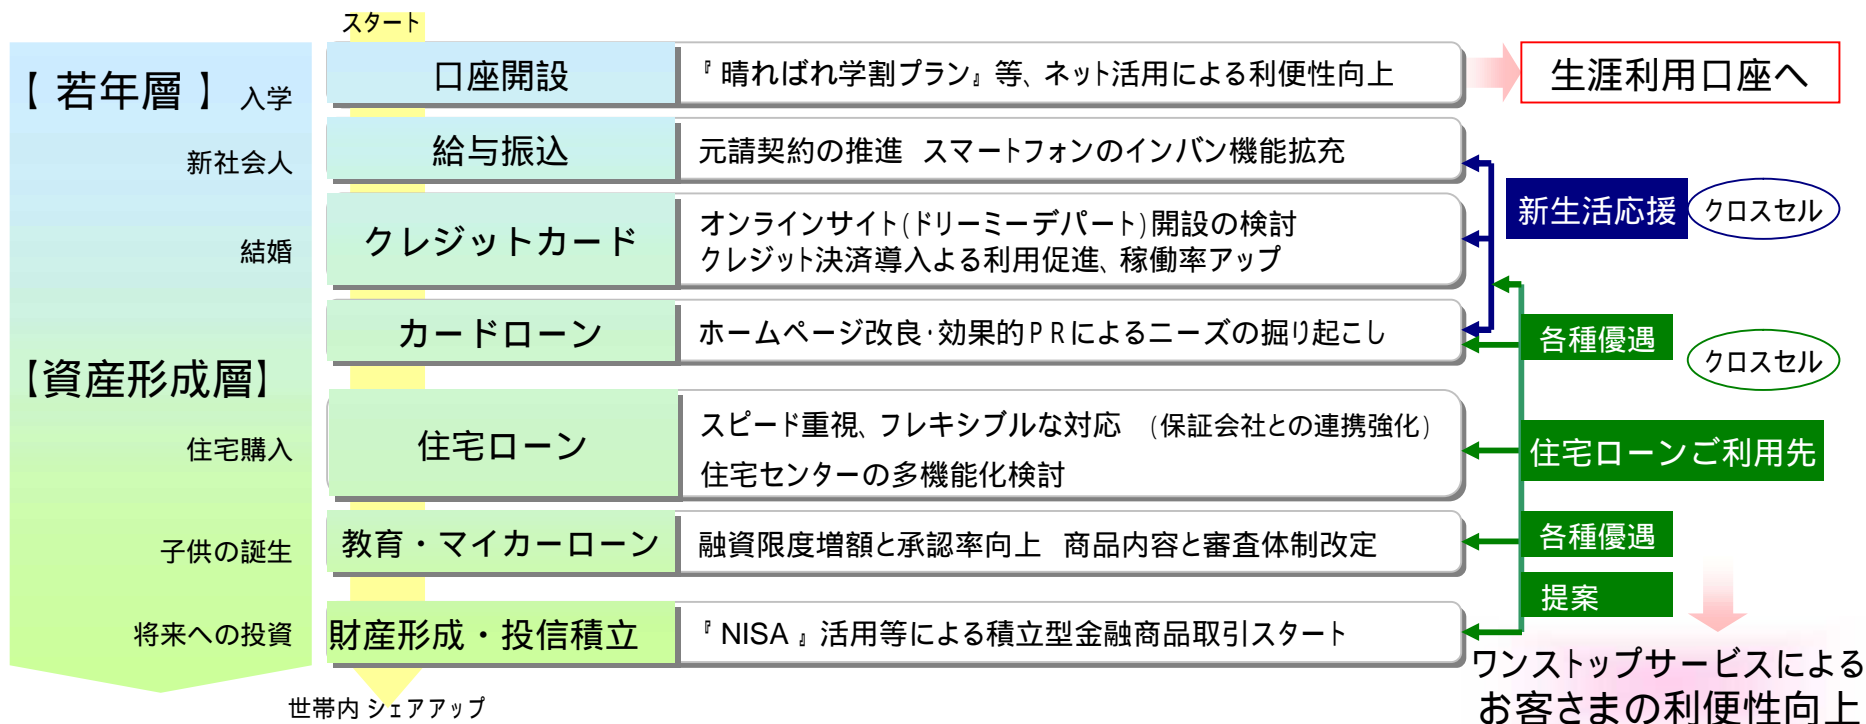 スタート
【 若年層 】 入学
口座開設
『 晴ればれ学割プラン』等、ネット活用による利便性向上
生涯利用口座へ
新社会人
給与振込
元請契約の推進 スマートフォンのインバン機能拡充
新生活応援
クロスセル
結婚
クレジットカード
オンラインサイト(ドリーミーデパート)開設の検討
クレジット決済導入よる利用促進、稼働率アップ
カードローン
ホームページ改良・効果的PRによるニーズの掘り起こし
各種優遇
クロスセル
【資産形成層】
住宅購入
住宅ローン
スピード重視、フレキシブルな対応 (保証会社との連携強化)
住宅センターの多機能化検討
住宅ローンご利用先
子供の誕生
教育・マイカーローン
融資限度増額と承認率向上 商品内容と審査体制改定
各種優遇
提案
将来への投資
財産形成・投信積立
『 NISA 』活用等による積立型金融商品取引スタート
ワンストップサービスによる
お客さまの利便性向上
世帯内 シェアアップ